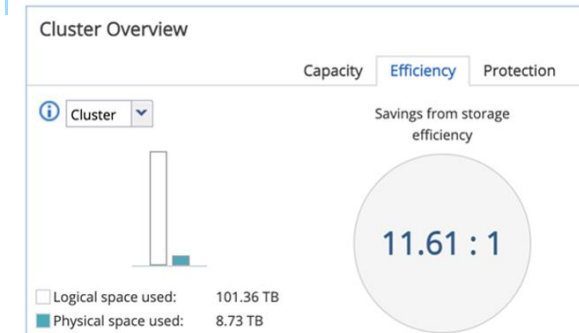 Cluster Overview
Capacity Efficiency Protection
Cluster
Savings from storage
efficiency
11.61 : 1
Logical space used: 101.36 TB
Physical space used: 8.73 TB